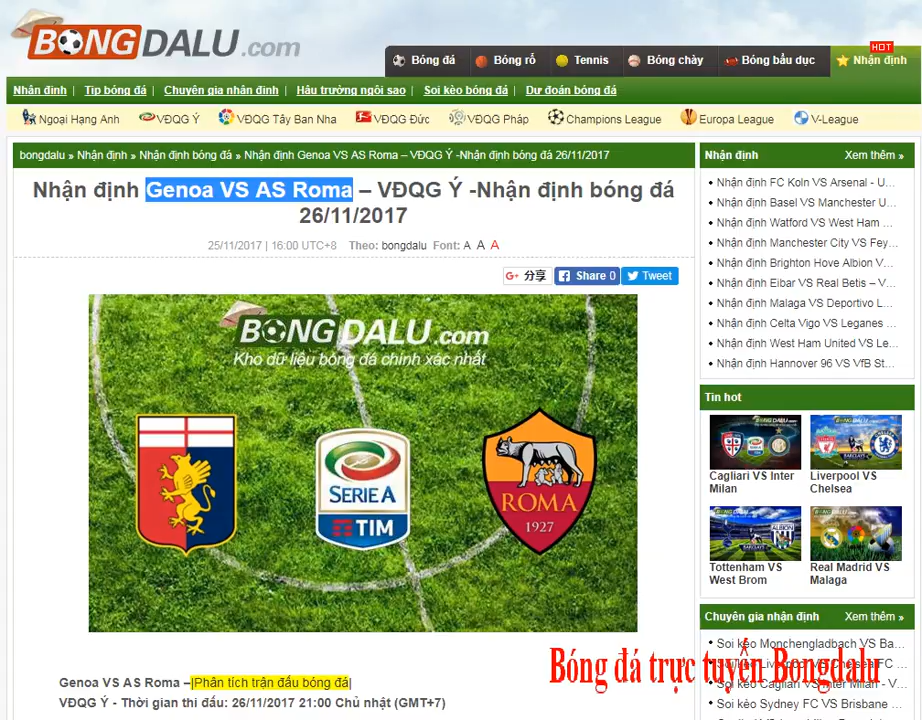 BONGDALU.com
Bóng đá
Bóng rổ
Tennis
Bóng chày
Bóng bầu dục
HOT
Nhận định
Nhận định | Tip bóng đá | Chuyên gia nhận định | Hậu trường ngôi sao | Soi kèo bóng đá | Dự đoán bóng đá
Ngoại Hạng Anh VĐQG Ý VĐQG Tây Ban Nha VĐQG Đức VĐQG Pháp Champions League Europa League V-League
bongdalu » Nhận định » Nhận định bóng đá » Nhận định Genoa VS AS Roma – VĐQG Ý -Nhận định bóng đá 26/11/2017
Nhận định Genoa VS AS Roma – VĐQG Ý -Nhận định bóng đá
26/11/2017
25/11/2017 | 16:00 UTC+8 Theo: bongdalu Font: A A A
G+ 分享 Share 0 Tweet
BONGDALU.com
Kho dữ liệu bóng đá chính xác nhất
SERIE A
TIM
ROMA
1927
Genoa VS AS Roma –|Phân tích trận đấu bóng đá|
VĐQG Ý - Thời gian thi đấu: 26/11/2017 21:00 Chủ nhật (GMT+7)
Nhận định Xem thêm »
Nhận định FC Koln VS Arsenal - U...
Nhận định Basel VS Manchester U...
Nhận định Watford VS West Ham ...
Nhận định Manchester City VS Fey...
Nhận định Brighton Hove Albion V...
Nhận định Eibar VS Real Betis – V...
Nhận định Malaga VS Deportivo L...
Nhận định Celta Vigo VS Leganes ...
Nhận định West Ham United VS Le...
Nhận định Hannover 96 VS VfB St...
Tin hot
Cagliari VS Inter
Milan
Liverpool VS
Chelsea
Tottenham VS
West Brom
Real Madrid VS
Malaga
Chuyên gia nhận định Xem thêm »
Soi kèo Monchengladbach VS Ba...
Soi kèo Liverpool VS Chelsea FC ...
Soi kèo Cagliari VS Inter Milan - V...
Soi kèo Sydney FC VS Brisbane ...
Bóng đá trực tuyến Bongdalu